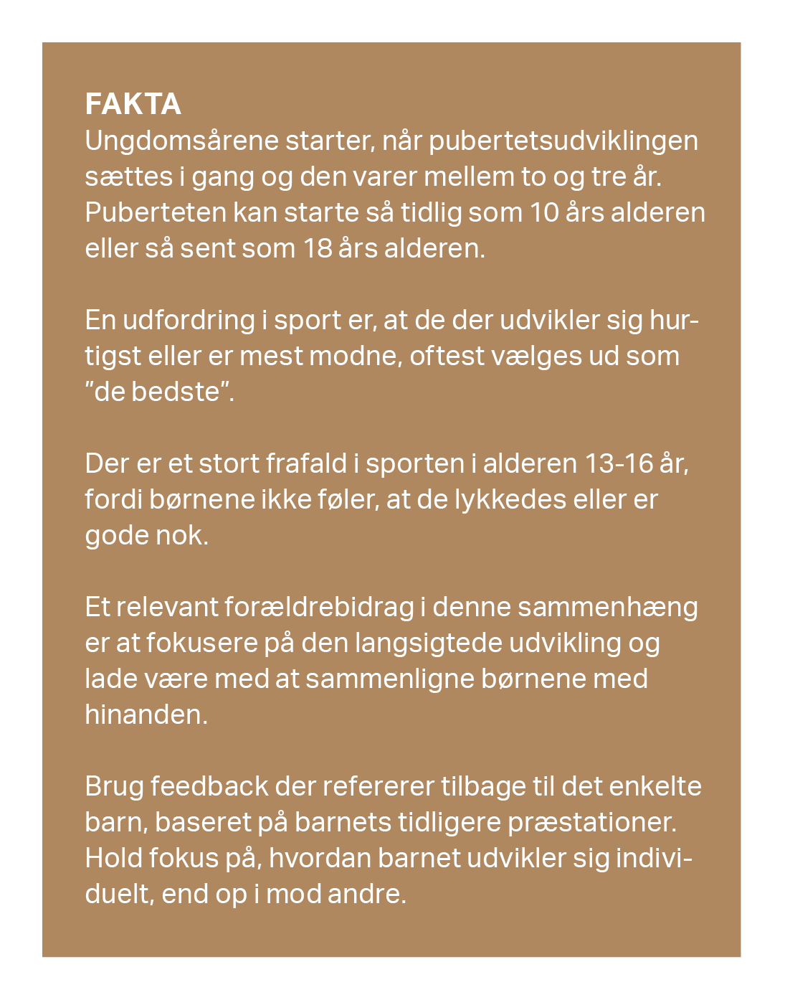 FAKTA
Ungdomsårene starter, når pubertetsudviklingen
sættes i gang og den varer mellem to og tre år.
Puberteten kan starte så tidlig som 10 års alderen
eller så sent som 18 års alderen.

En udfordring i sport er, at de der udvikler sig hur-
tigst eller er mest modne, oftest vælges ud som
”de bedste”.

Der er et stort frafald i sporten i alderen 13-16 år,
fordi børnene ikke føler, at de lykkedes eller er
gode nok.

Et relevant forældrebidrag i denne sammenhæng
er at fokusere på den langsigtede udvikling og
lade være med at sammenligne børnene med
hinanden.

Brug feedback der refererer tilbage til det enkelte
barn, baseret på barnets tidligere præstationer.
Hold fokus på, hvordan barnet udvikler sig indivi-
duelt, end op i mod andre.